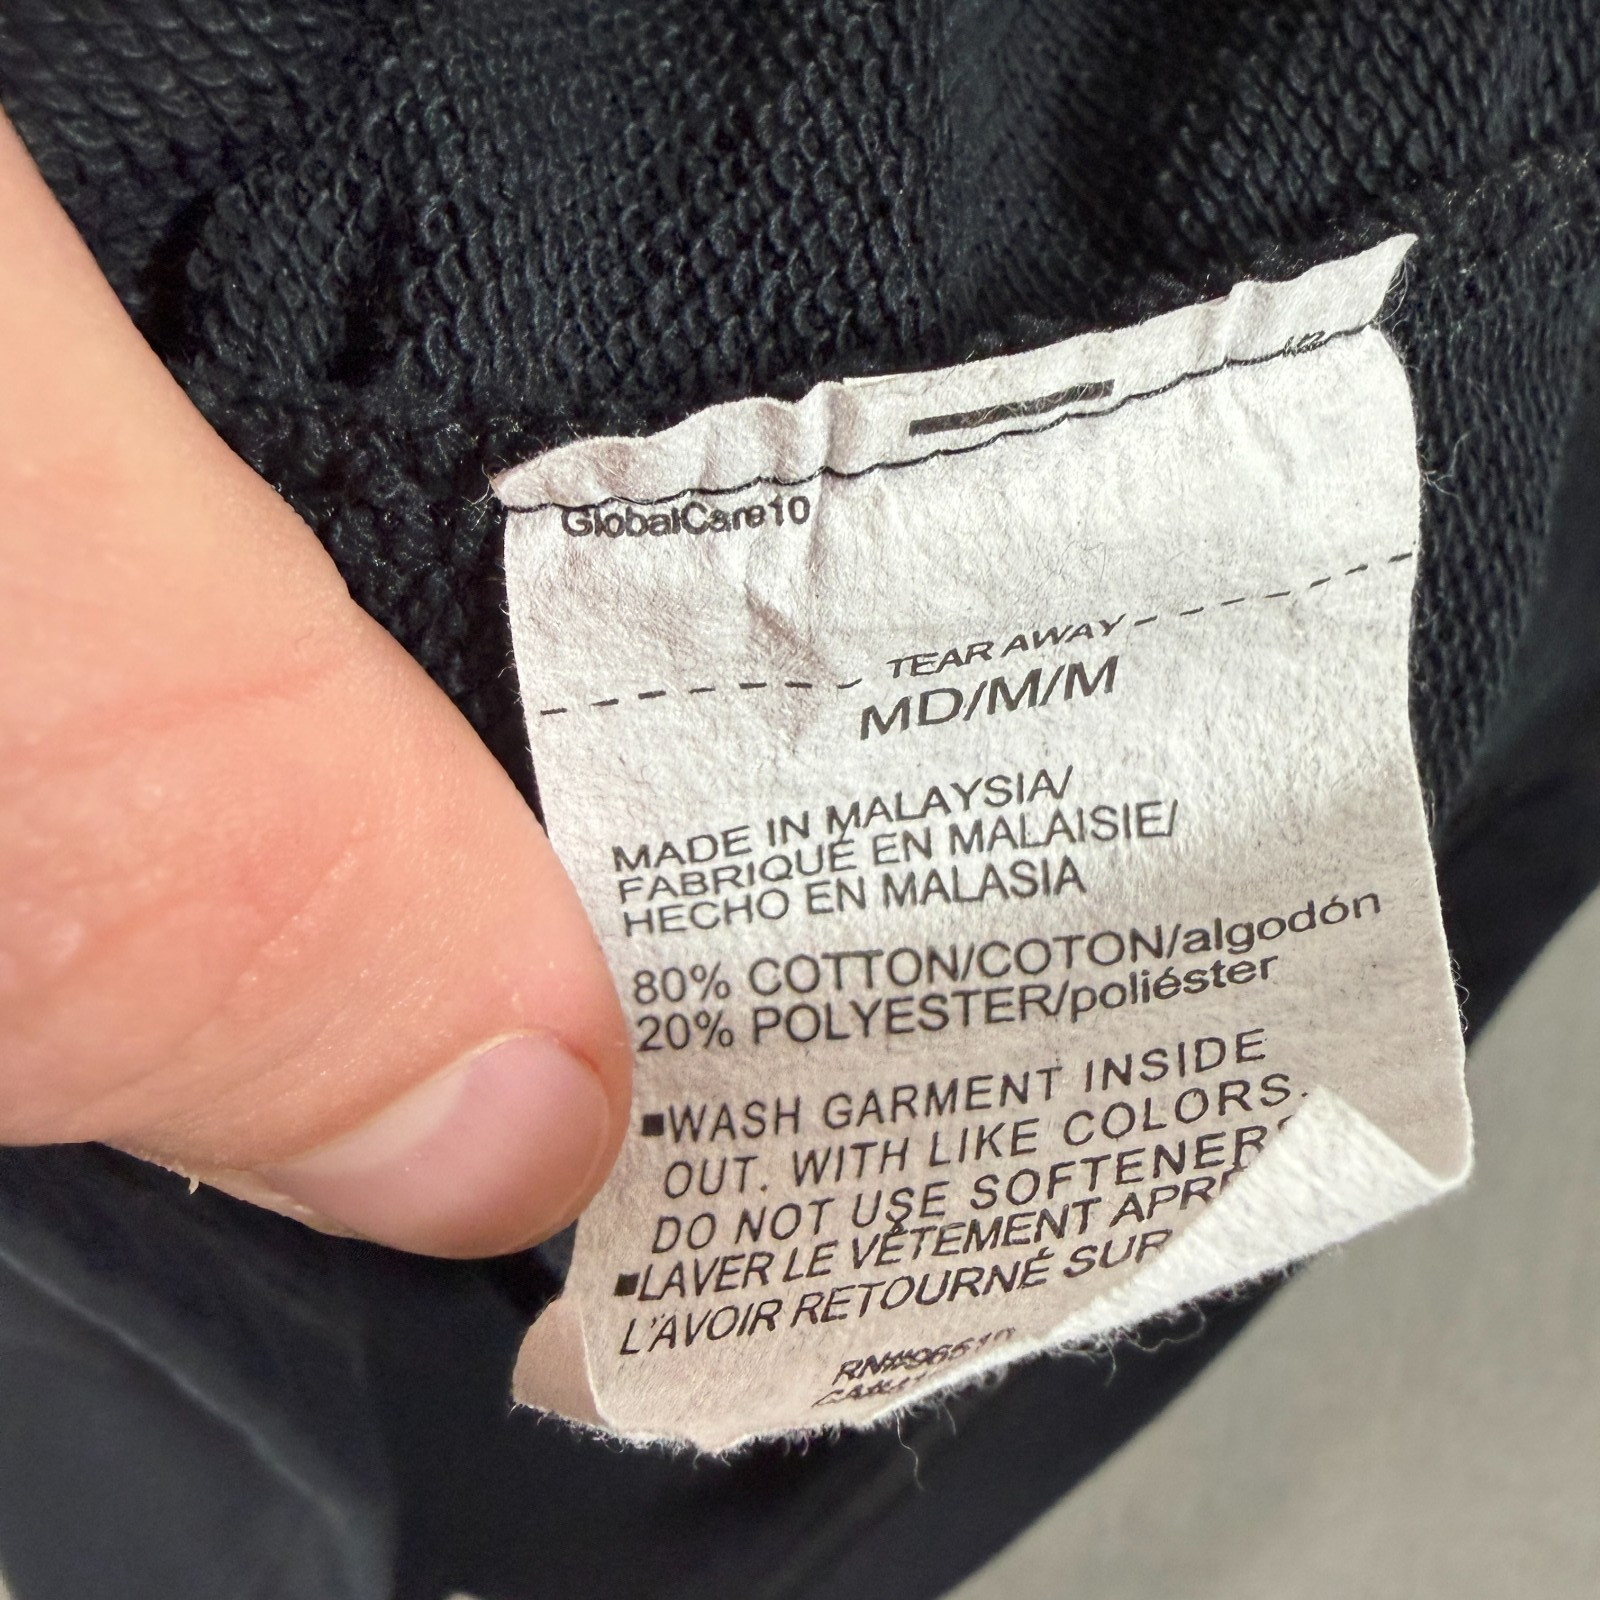 GlobalCare10
TEAR AWAY
MD/M/M
MADE IN MALAYSIA/
FABRIQUÉ EN MALAISIE/
HECHO EN MALASIA
80% COTTON/COTON/algodón
20% POLYESTER/poliéster
■WASH GARMENT INSIDE
OUT. WITH LIKE COLORS.
DO NOT USE SOFTENERS
■LAVER LE VÊTEMENT
L'AVOIR RETOURNÉ SUR